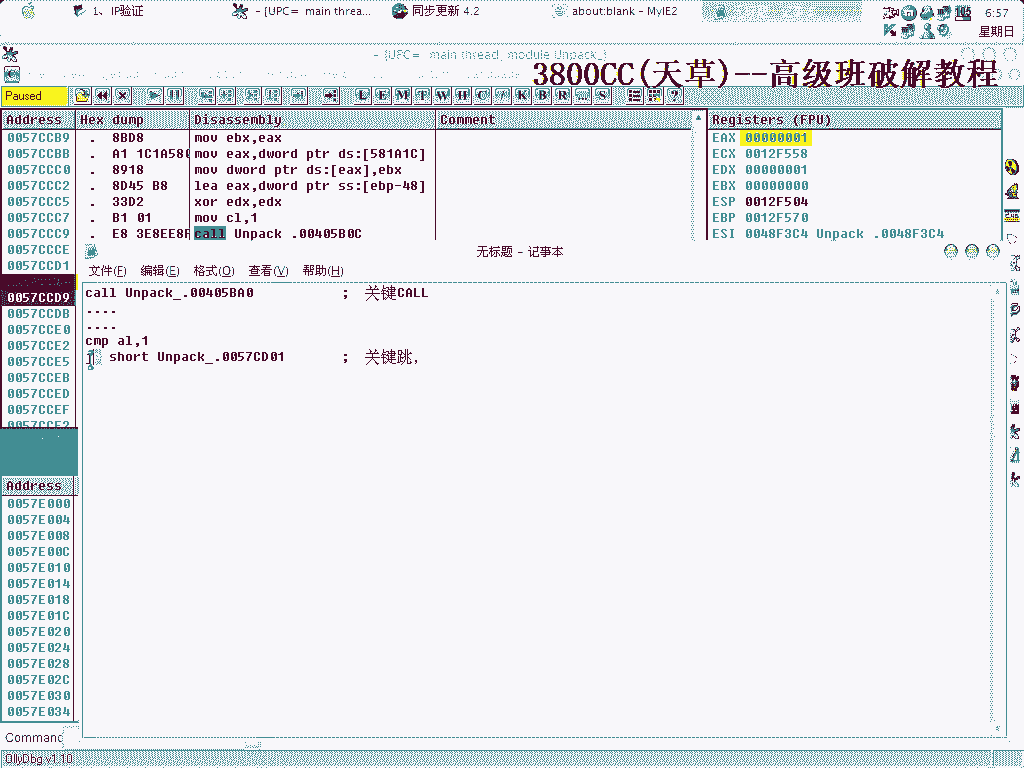 1、IP验证
- [UPC= main threa...
同步更新 4.2
about:blank - MyIE2
6:57
星期日
- [UPC= main thread, module Unpack_]
3800CC(天草)--高级班破解教程
Paused
L E M T W H C / K B R ... S
?
Address Hex dump Disassembly Comment Registers (FPU)
0057CCB9 . 8BD8 mov ebx,eax EAX 00000001
0057CCBB . A1 1C1A580 mov eax,dword ptr ds:[581A1C] ECX 0012F558
0057CCC0 . 8918 mov dword ptr ds:[eax],ebx EDX 00000001
0057CCC2 . 8D45 B8 lea eax,dword ptr ss:[ebp-48] EBX 00000000
0057CCC5 . 33D2 xor edx,edx ESP 0012F504
0057CCC7 . B1 01 mov cl,1 EBP 0012F570
0057CCC9 . E8 3E8EE8F call Unpack_.00405B0C ESI 0048F3C4 Unpack_.0048F3C4
0057CCCE
0057CCD1
0057CCD9
0057CCDB
0057CCE0
0057CCE2
0057CCE5
0057CCEB
0057CCED
0057CCEF
0057CCF2
无标题 - 记事本
文件(F) 编辑(E) 格式(O) 查看(V) 帮助(H)
call Unpack_.00405BA0 ; 关键CALL
----
----
cmp al,1
short Unpack_.0057CD01 ; 关键跳，
Address
0057E000
0057E004
0057E008
0057E00C
0057E010
0057E014
0057E018
0057E01C
0057E020
0057E024
0057E028
0057E02C
0057E030
0057E034
Command
OllyDbg v1.10